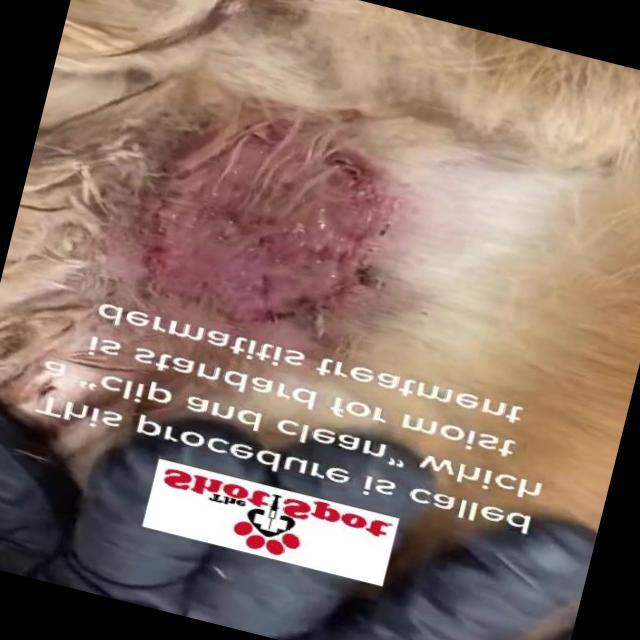 The
Shot Spot
This procedure is called
a “clip and clean” which
is standard for moist
dermatitis treatment